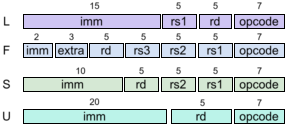 15 5 5 7
L imm rs1 rd opcode
2 3 5 5 5 5 7
F imm extra rd rs3 rs2 rs1 opcode
10 5 5 5 7
S imm rd rs2 rs1 opcode
20 5 7
U imm rd opcode